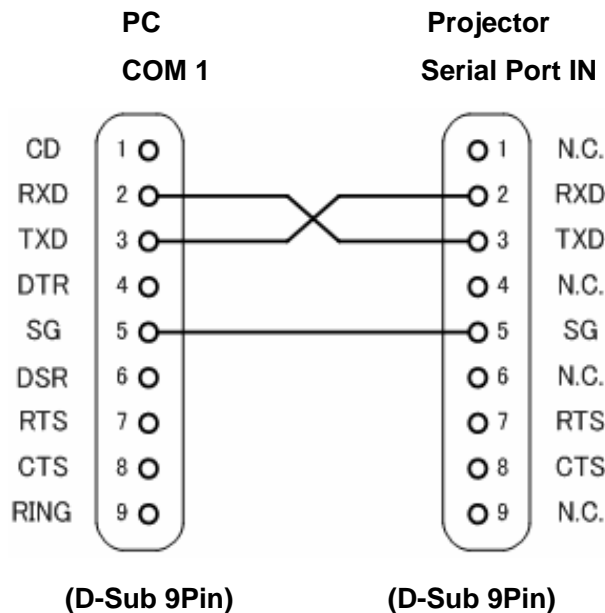 PC Projector
COM 1 Serial Port IN
CD 1 1 N.C.
RXD 2 2 RXD
TXD 3 3 TXD
DTR 4 4 N.C.
SG 5 5 SG
DSR 6 6 N.C.
RTS 7 7 RTS
CTS 8 8 CTS
RING 9 9 N.C.
(D-Sub 9Pin) (D-Sub 9Pin)